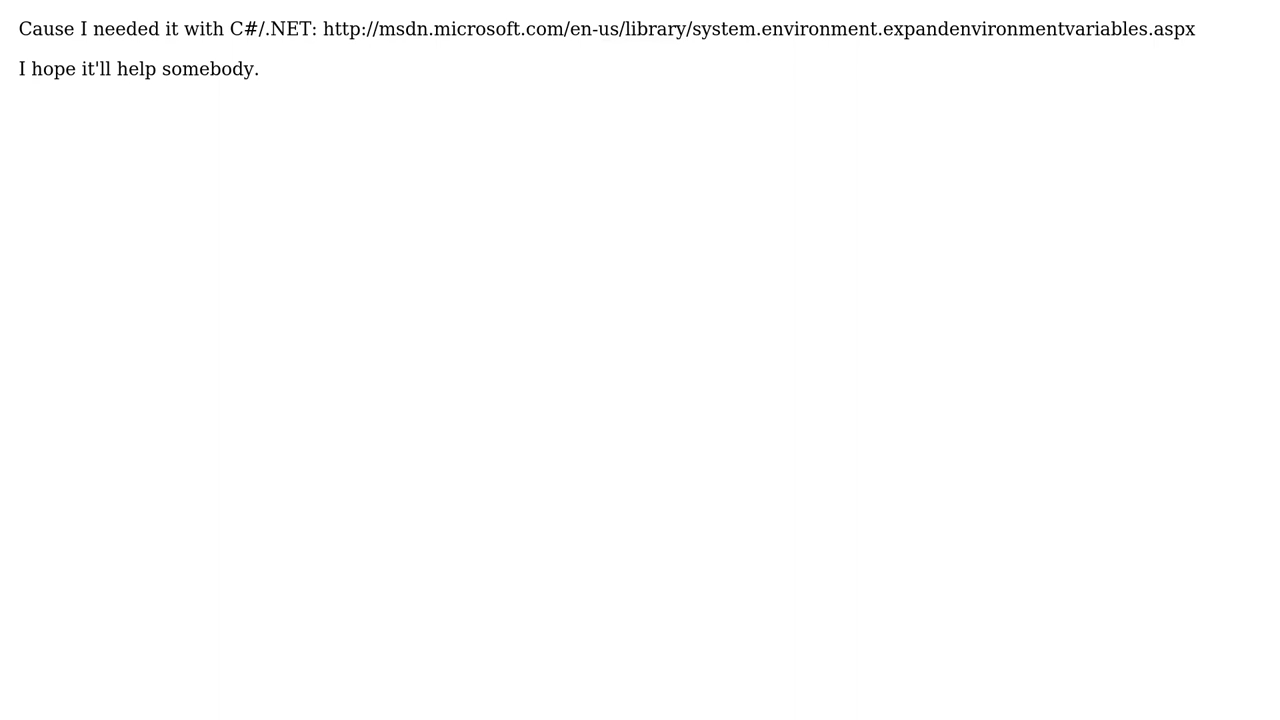 Cause I needed it with C#/.NET: http://msdn.microsoft.com/en-us/library/system.environment.expandenvironmentvariables.aspx
I hope it'll help somebody.